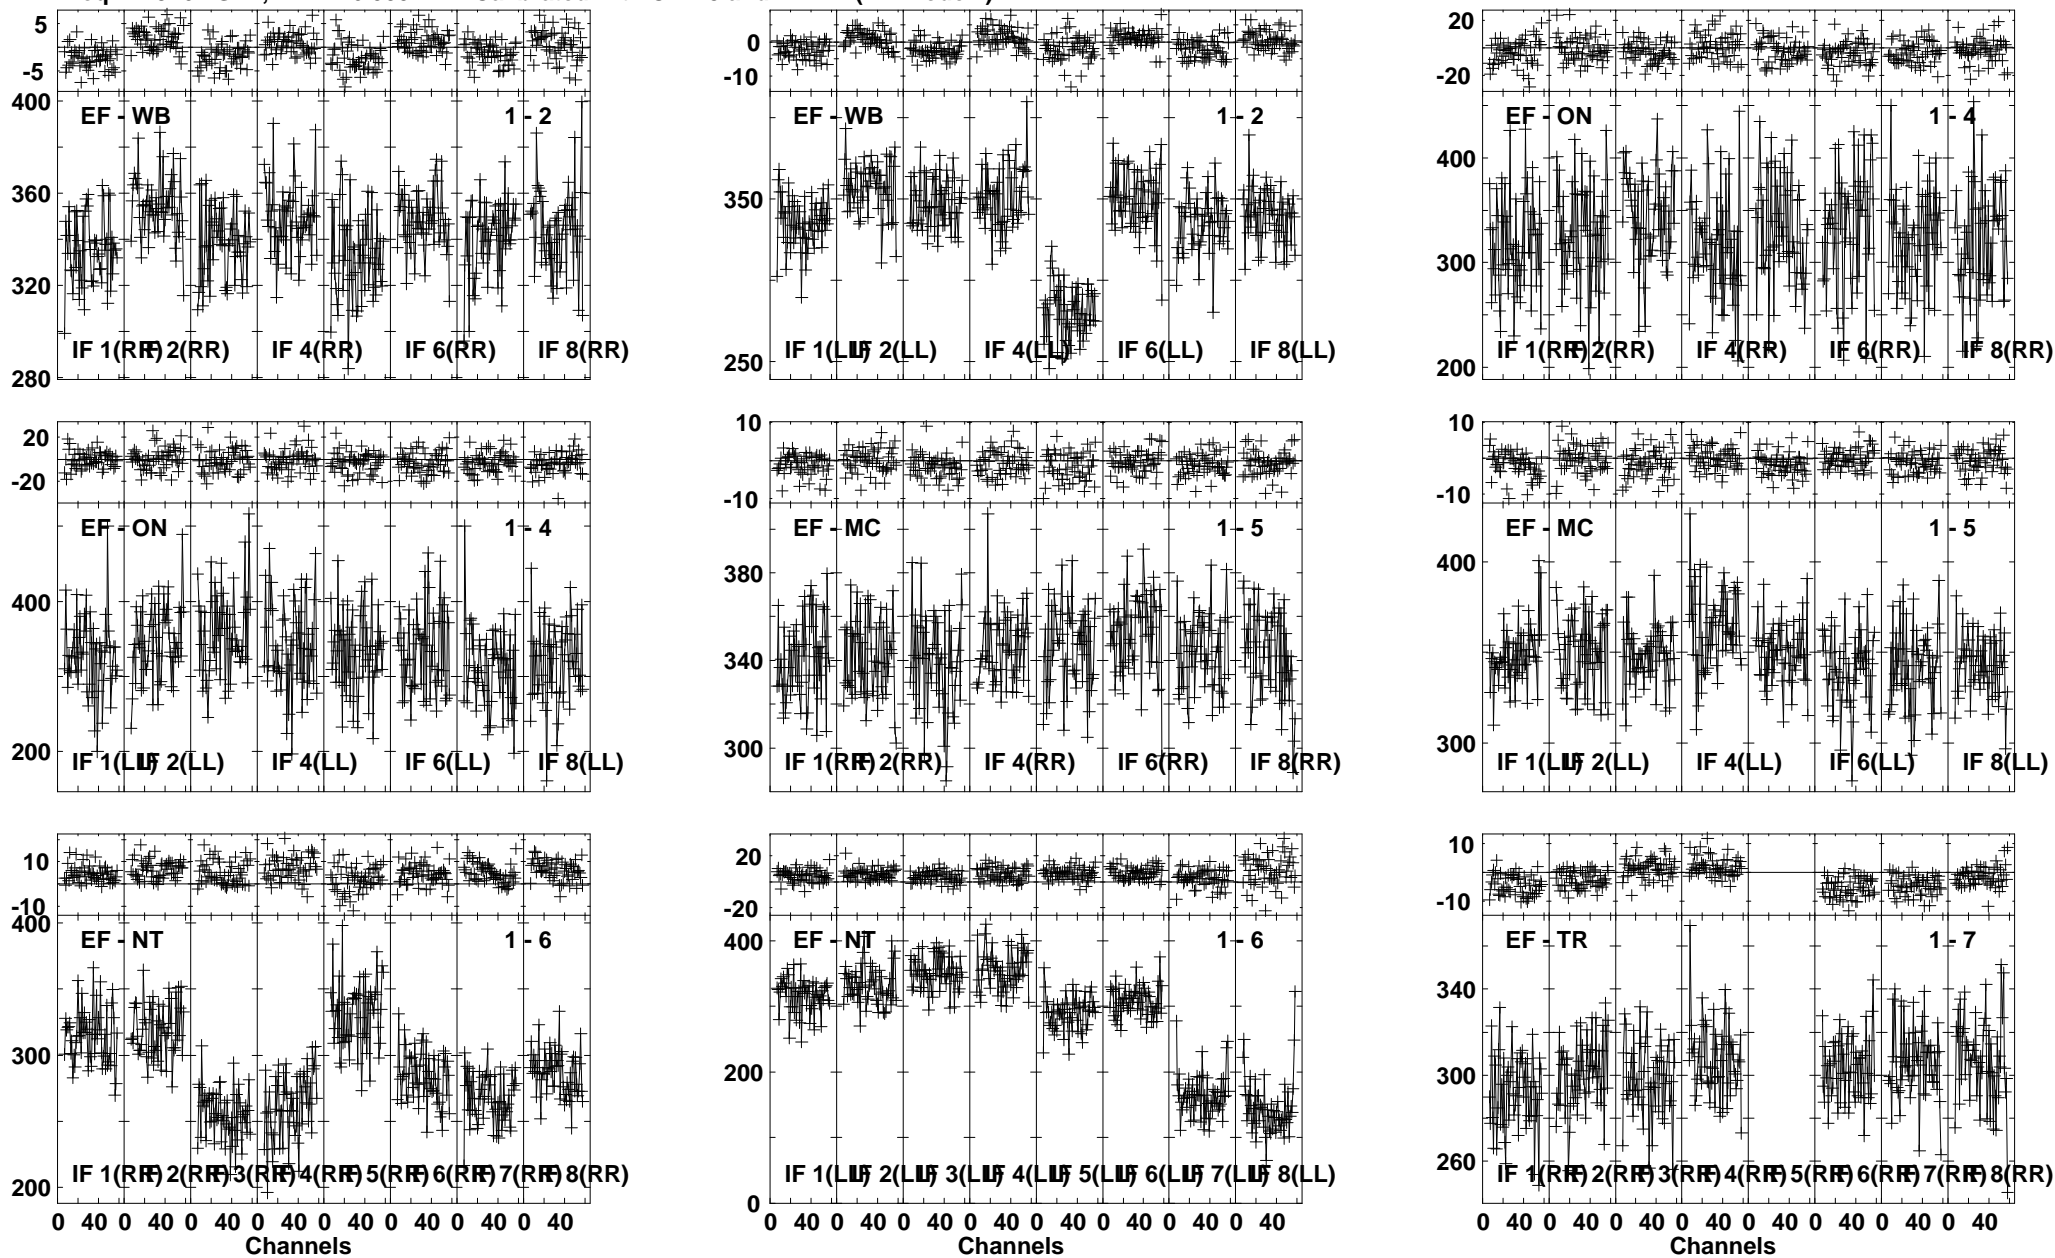 5
-5
400
360
320
280
EF - WB
1 - 2
IF 1(RR) IF 2(RR) IF 4(RR) IF 6(RR) IF 8(RR)
0
-10
350
250
EF - WB
1 - 2
IF 1(LL) IF 2(LL) IF 4(LL) IF 6(LL) IF 8(LL)
20
-20
400
300
200
EF - ON
1 - 4
IF 1(RR) IF 2(RR) IF 4(RR) IF 6(RR) IF 8(RR)
20
-20
400
200
EF - ON
1 - 4
IF 1(LL) IF 2(LL) IF 4(LL) IF 6(LL) IF 8(LL)
10
-10
380
340
300
EF - MC
1 - 5
IF 1(RR) IF 2(RR) IF 4(RR) IF 6(RR) IF 8(RR)
10
-10
400
300
EF - MC
1 - 5
IF 1(LL) IF 2(LL) IF 4(LL) IF 6(LL) IF 8(LL)
10
-10
400
300
200
EF - NT
1 - 6
IF 1(RR) IF 2(RR) IF 3(RR) IF 4(RR) IF 5(RR) IF 6(RR) IF 7(RR) IF 8(RR)
0 40 0 40 0 40 0 40 0 40 0 40 0 40 0 40
Channels
20
-20
400
200
0
EF - NT
1 - 6
IF 1(LL) IF 2(LL) IF 3(LL) IF 4(LL) IF 5(LL) IF 6(LL) IF 7(LL) IF 8(LL)
0 40 0 40 0 40 0 40 0 40 0 40 0 40 0 40
Channels
10
-10
340
300
260
EF - TR
1 - 7
IF 1(RR) IF 2(RR) IF 3(RR) IF 4(RR) IF 5(RR) IF 6(RR) IF 7(RR) IF 8(RR)
0 40 0 40 0 40 0 40 0 40 0 40 0 40 0 40
Channels